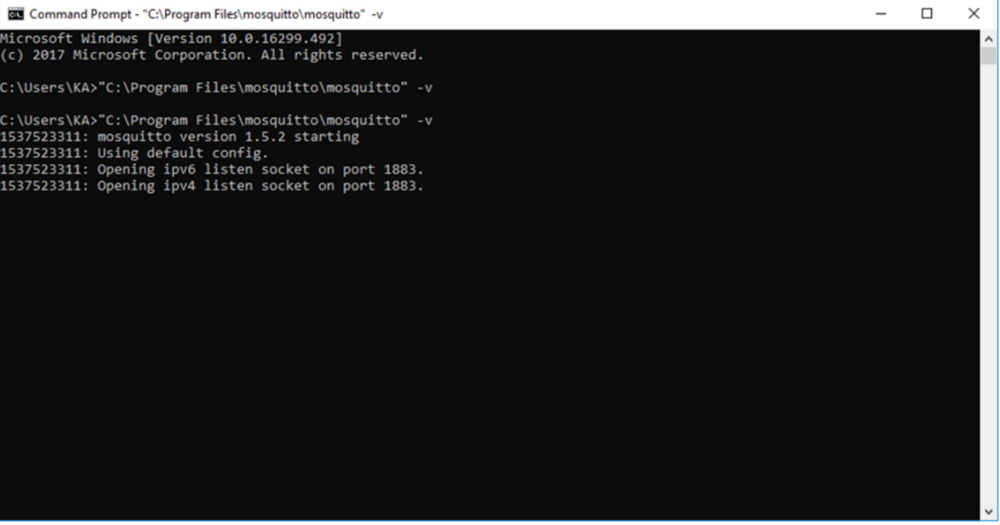 Command Prompt - "C:\Program Files\mosquitto\mosquitto" -v
Microsoft Windows [Version 10.0.16299.492]
(c) 2017 Microsoft Corporation. All rights reserved.
C:\Users\KA>"C:\Program Files\mosquitto\mosquitto" -v
C:\Users\KA>"C:\Program Files\mosquitto\mosquitto" -v
1537523311: mosquitto version 1.5.2 starting
1537523311: Using default config.
1537523311: Opening ipv6 listen socket on port 1883.
1537523311: Opening ipv4 listen socket on port 1883.